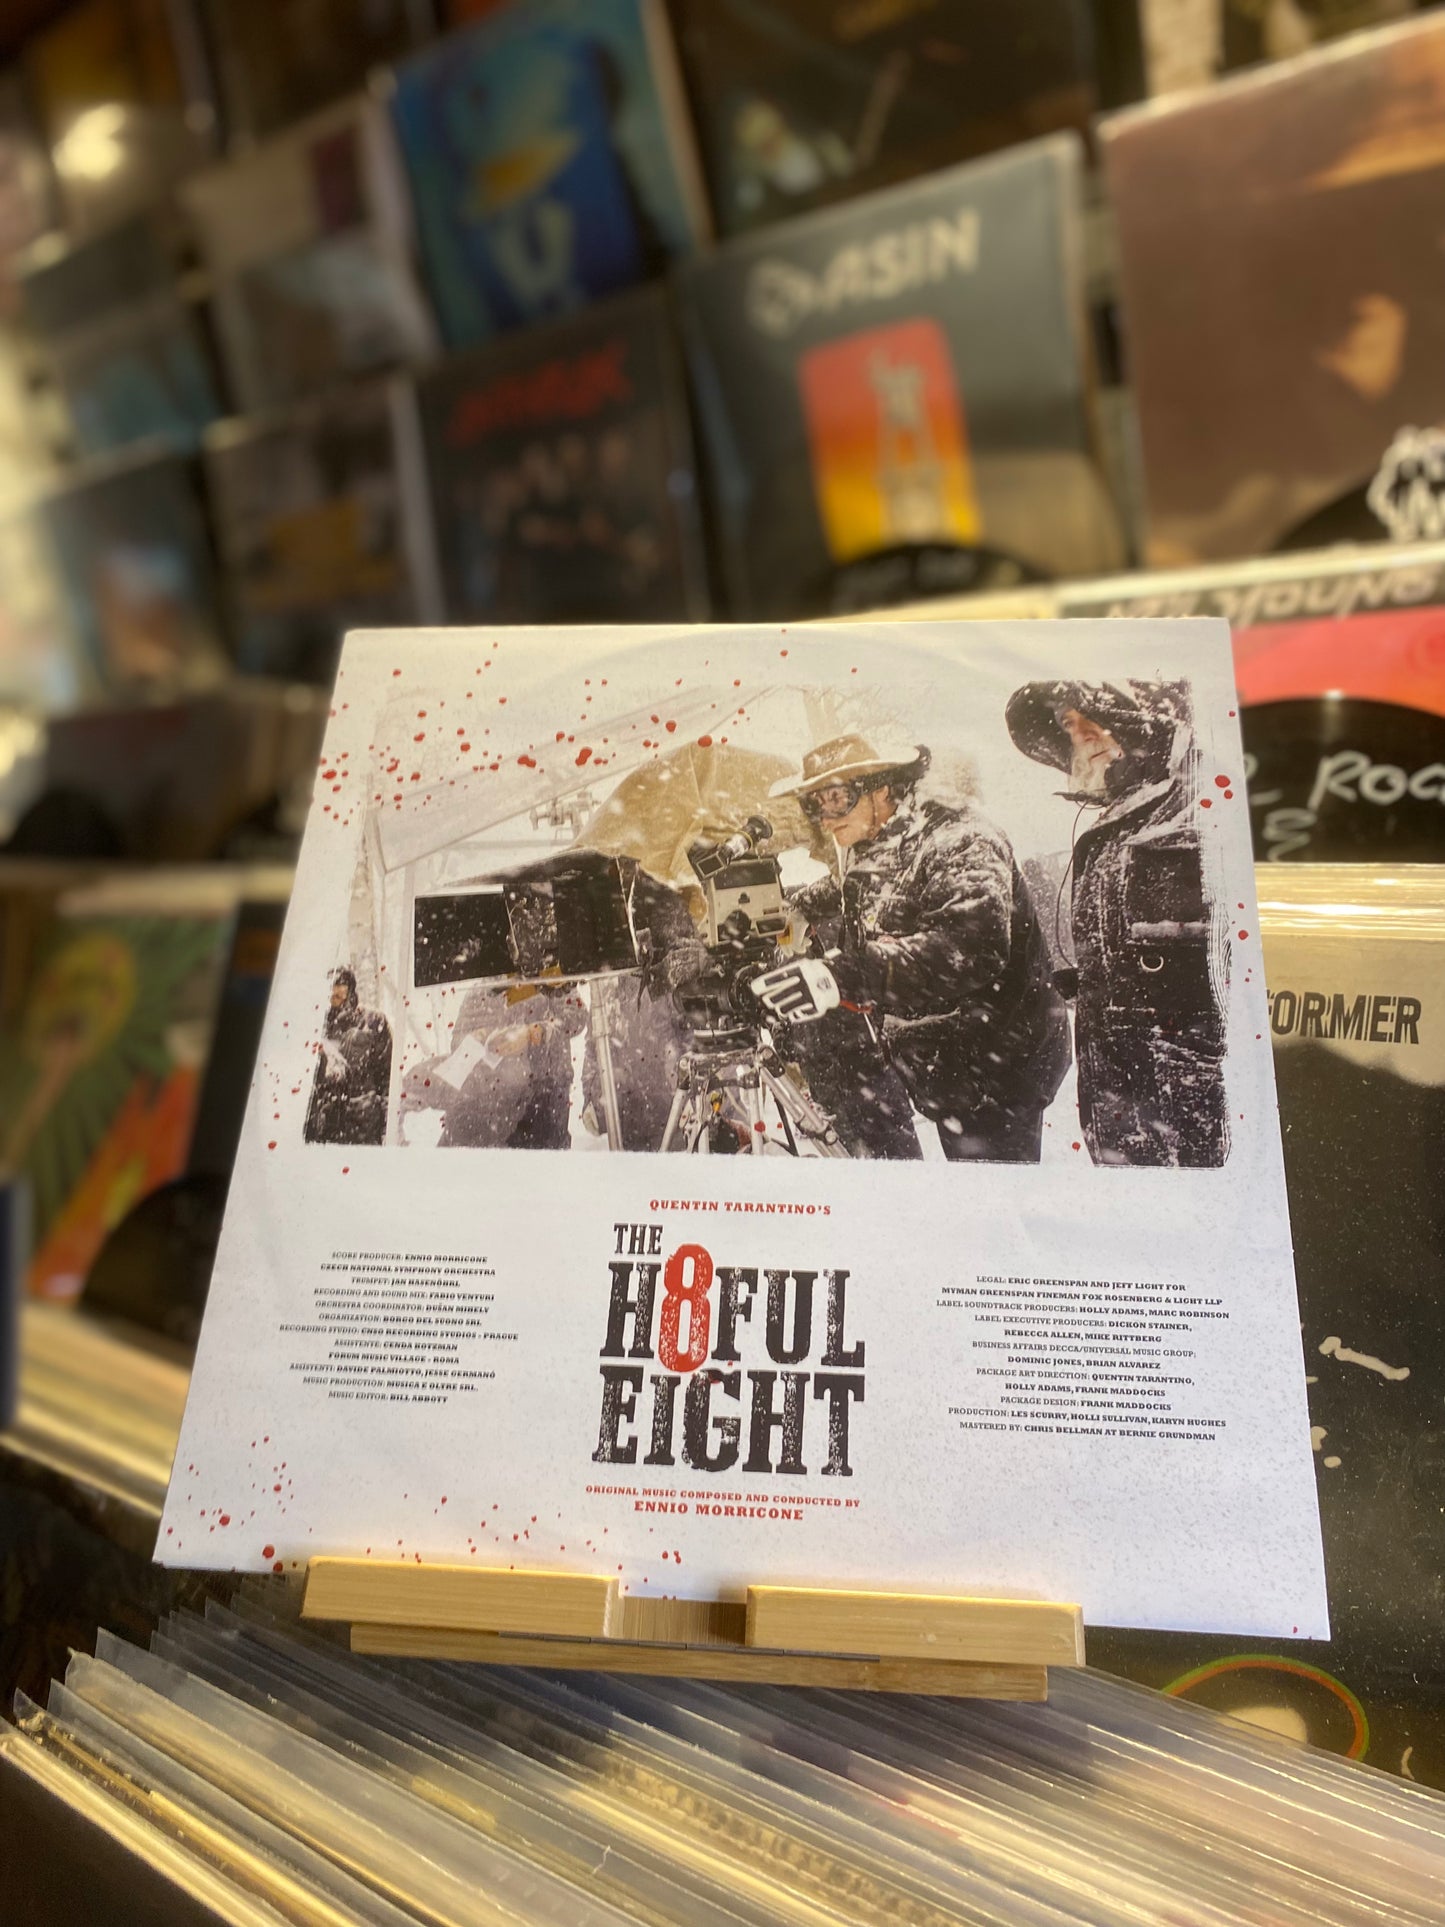 ASIN
ROC
FORMER
QUENTIN TARANTINO'S
THE
H8FUL
EIGHT
ORIGINAL MUSIC COMPOSED AND CONDUCTED BY
ENNIO MORRICONE
SCORE PRODUCER: ENNIO MORRICONE
CZECH NATIONAL SYMPHONY ORCHESTRA
TRUMPET: JAN HASENÖHRL
RECORDING AND SOUND MIX: FABIO VENTURI
ORCHESTRA COORDINATOR: DUŠAN MIHELY
ORGANIZATION: BORGO DEL SUONO SRL
RECORDING STUDIO: CNSO RECORDING STUDIOS - PRAGUE
ASISTENTE: CENDA KOTZMAN
FORUM MUSIC VILLAGE - ROMA
ASISTENTI: DAVIDE PALMIOTTO, JESSE GERMANÓ
MUSIC PRODUCTION: MUSICA E OLTRE SRL.
MUSIC EDITOR: BILL ABBOTT
LEGAL: ERIC GREENSPAN AND JEFF LIGHT FOR
MYMAN GREENSPAN FINEMAN FOX ROSENBERG & LIGHT LLP
LABEL SOUNDTRACK PRODUCERS: HOLLY ADAMS, MARC ROBINSON
LABEL EXECUTIVE PRODUCERS: DICKON STAINER,
REBECCA ALLEN, MIKE RITTBERG
BUSINESS AFFAIRS DECCA/UNIVERSAL MUSIC GROUP:
DOMINIC JONES, BRIAN ALVAREZ
PACKAGE ART DIRECTION: QUENTIN TARANTINO,
HOLLY ADAMS, FRANK MADDOCKS
PACKAGE DESIGN: FRANK MADDOCKS
PRODUCTION: LES SCURRY, HOLLI SULLIVAN, KARYN HUGHES
MASTERED BY: CHRIS BELLMAN AT BERNIE GRUNDMAN